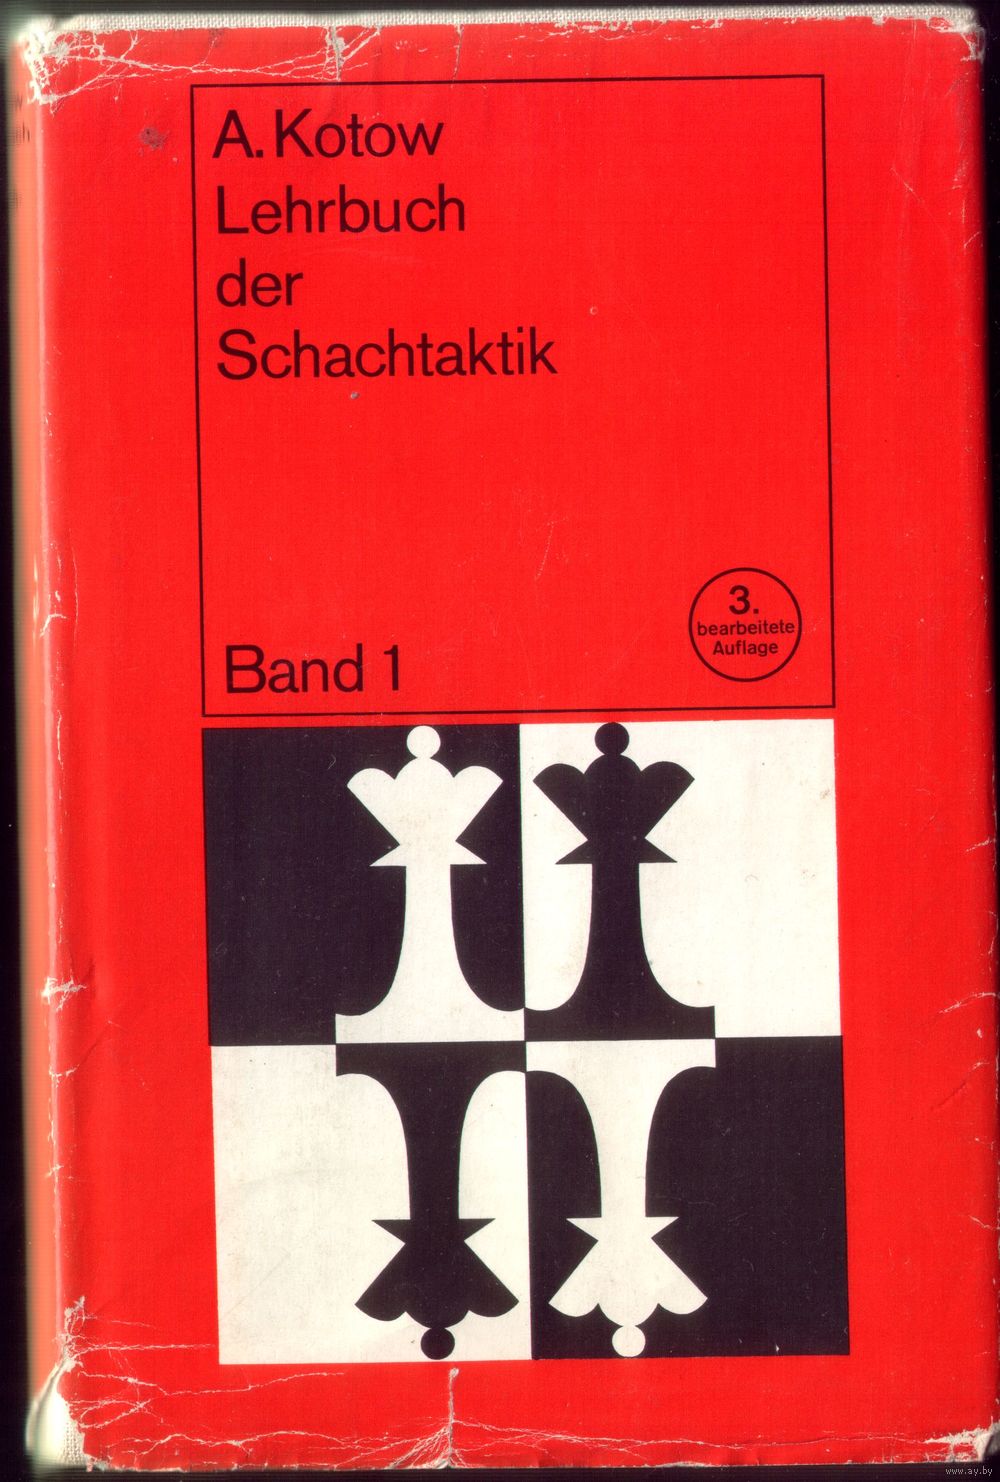 A. Kotow
Lehrbuch
der
Schachtaktik
3.
bearbeitete
Auflage
Band 1
www.ay.by